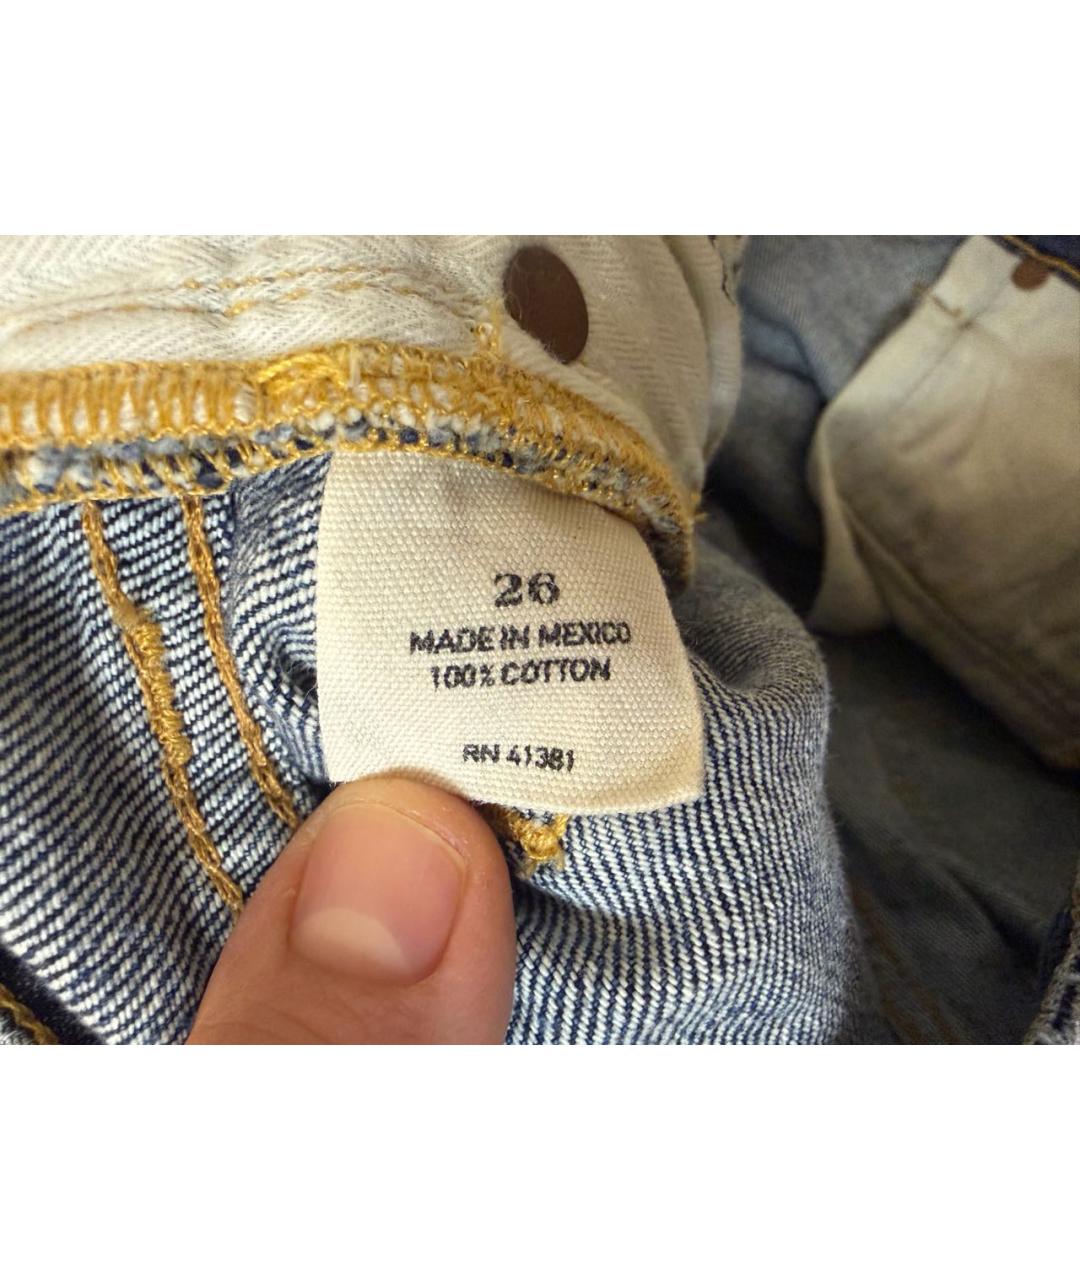 26
MADE IN MEXICO
100% COTTON
RN 41381